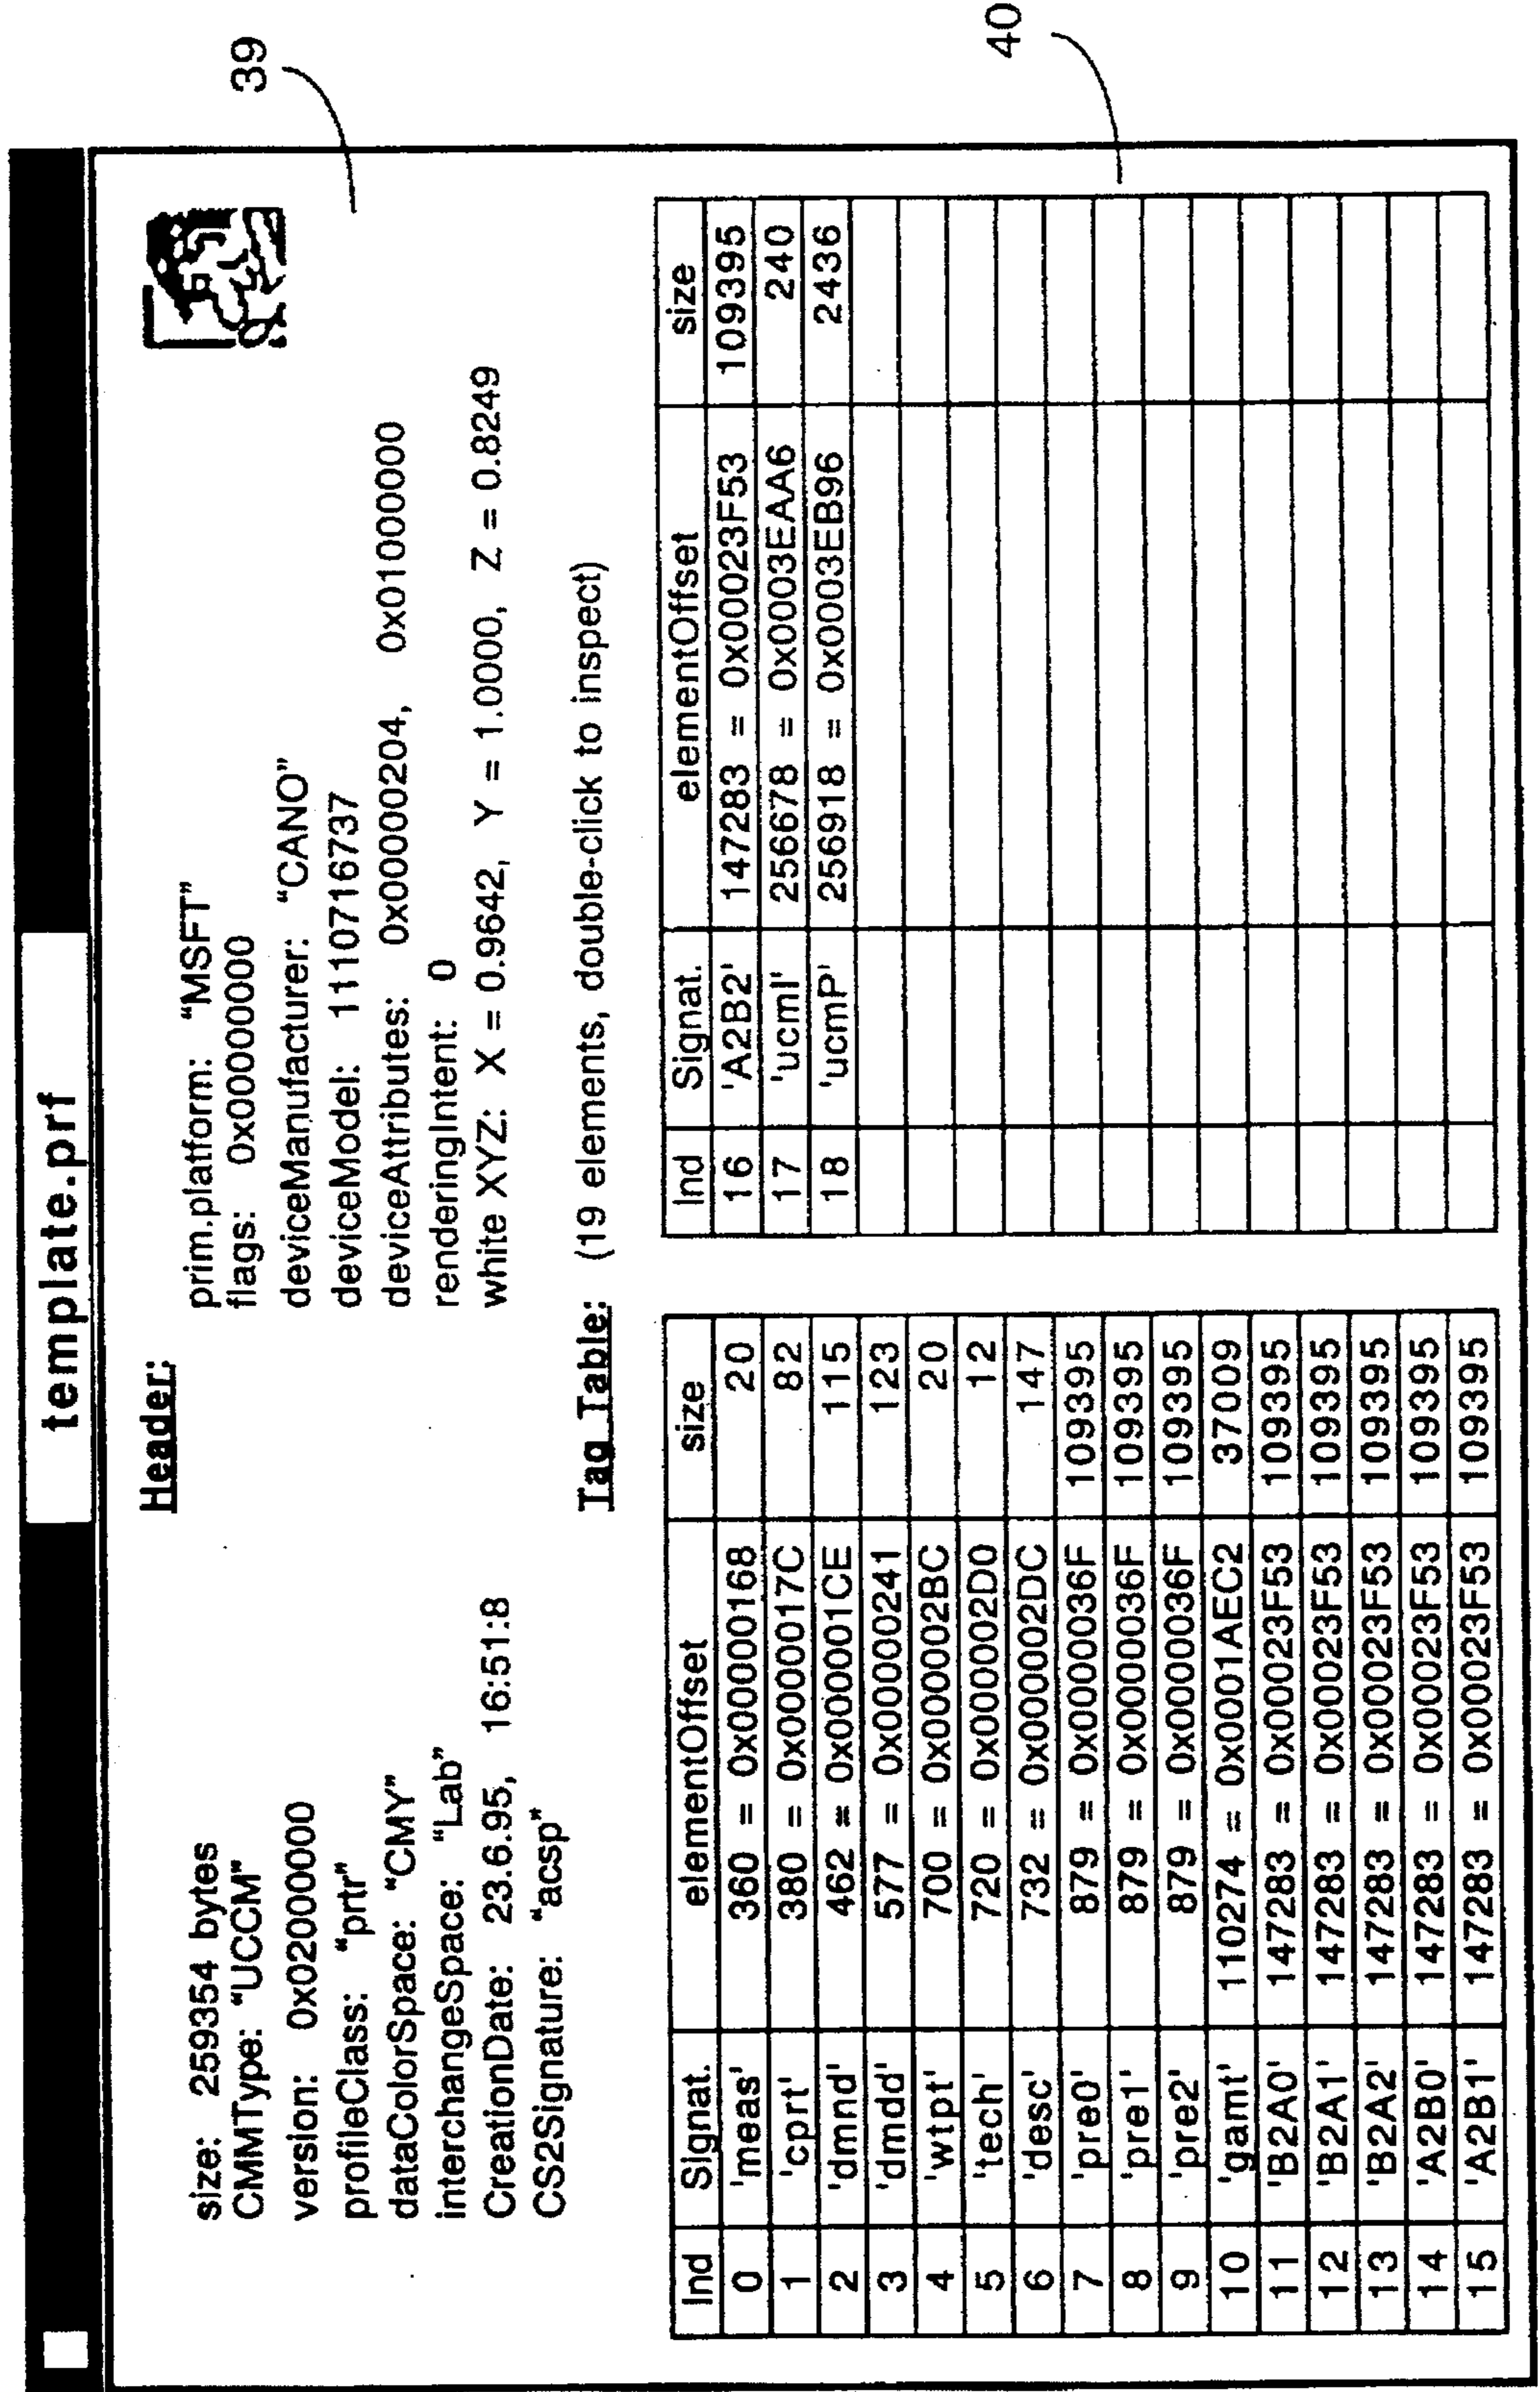 template.prf
Header:
size: 259354 bytes
CMMType: "UCCM"
version: 0x02000000
profileClass: "prtr"
dataColorSpace: "CMY"
interchangeSpace: "Lab"
CreationDate: 23.6.95, 16:51:8
CS2Signature: "acsp"
prim.platform: "MSFT"
flags: 0x00000000
deviceManufacturer: "CANO"
deviceModel: 1110716737
deviceAttributes: 0x00000204, 0x01000000
renderingIntent: 0
white XYZ: X = 0.9642, Y = 1.0000, Z = 0.8249
39
Tag Table: (19 elements, double-click to inspect)
Ind Signat. elementOffset size
0 'meas' 360 = 0x00000168 20
1 'cprt' 380 = 0x0000017C 82
2 'dmnd' 462 = 0x000001CE 115
3 'dmdd' 577 = 0x00000241 123
4 'wtpt' 700 = 0x000002BC 20
5 'tech' 720 = 0x000002D0 12
6 'desc' 732 = 0x000002DC 147
7 'pre0' 879 = 0x0000036F 109395
8 'pre1' 879 = 0x0000036F 109395
9 'pre2' 879 = 0x0000036F 109395
10 'gamt' 110274 = 0x0001AEC2 37009
11 'B2A0' 147283 = 0x00023F53 109395
12 'B2A1' 147283 = 0x00023F53 109395
13 'B2A2' 147283 = 0x00023F53 109395
14 'A2B0' 147283 = 0x00023F53 109395
15 'A2B1' 147283 = 0x00023F53 109395
Ind Signat. elementOffset size
16 'A2B2' 147283 = 0x00023F53 109395
17 'ucmI' 256678 = 0x0003EAA6 240
18 'ucmP' 256918 = 0x0003EB96 2436
40